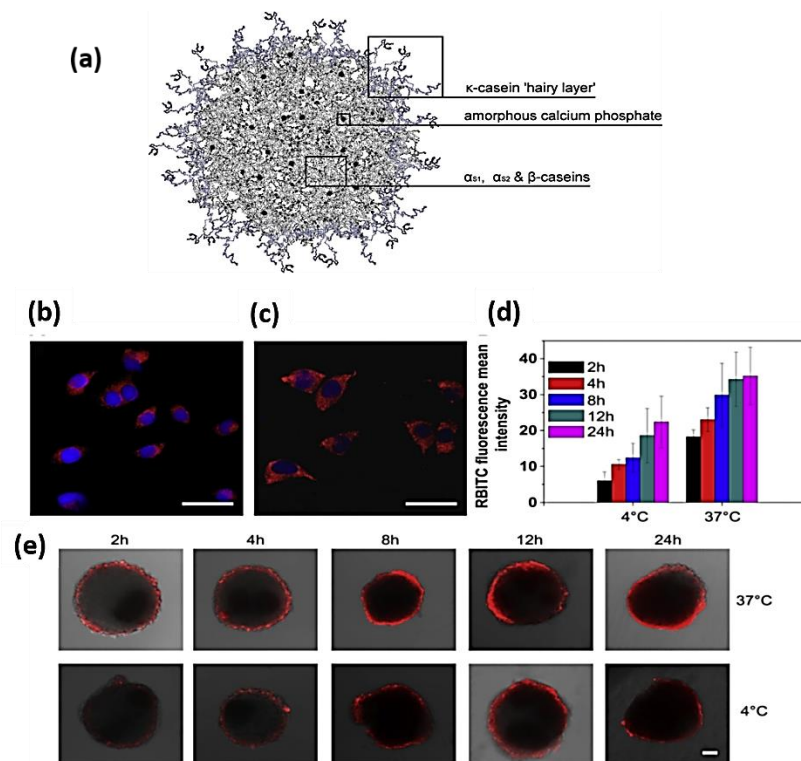 (a)
κ-casein 'hairy layer'
amorphous calcium phosphate
αs1, αs2 & β-caseins
(b)
(c)
(d)
RBITC fluorescence mean
intensity
40
30
20
10
0
2h
4h
8h
12h
24h
4°C
37°C
(e)
2h
4h
8h
12h
24h
37°C
4°C